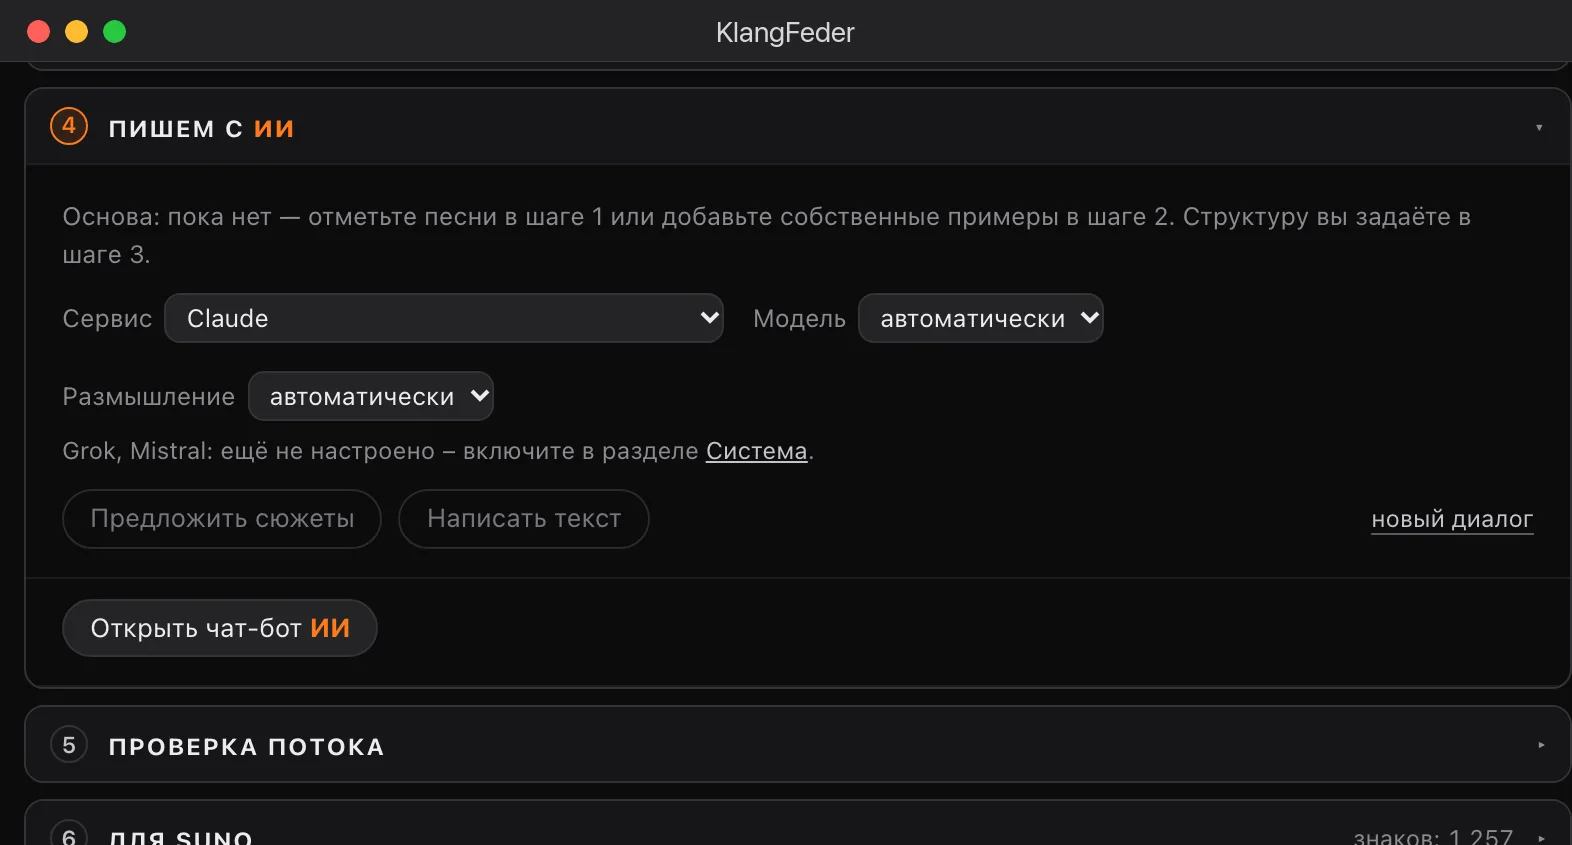 KlangFeder
4 ПИШЕМ С ИИ
Основа: пока нет — отметьте песни в шаге 1 или добавьте собственные примеры в шаге 2. Структуру вы задаёте в
шаге 3.
Сервис Claude Модель автоматически
Размышление автоматически
Grok, Mistral: ещё не настроено – включите в разделе Система.
Предложить сюжеты Написать текст новый диалог
Открыть чат-бот ИИ
5 ПРОВЕРКА ПОТОКА
6 ДЛЯ SUNO знаков: 1 257